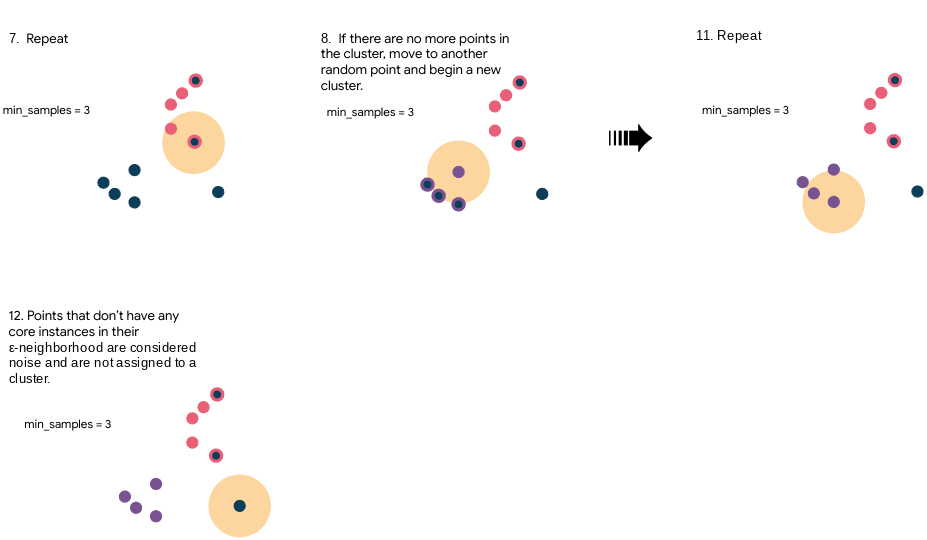 7.  Repeat
min_samples = 3
8.  If there are no more points in
the cluster, move to another
random point and begin a new
cluster.
min_samples = 3
11. Repeat
min_samples = 3
12. Points that don’t have any
core instances in their
ε-neighborhood are considered
noise and are not assigned to a
cluster.
min_samples = 3